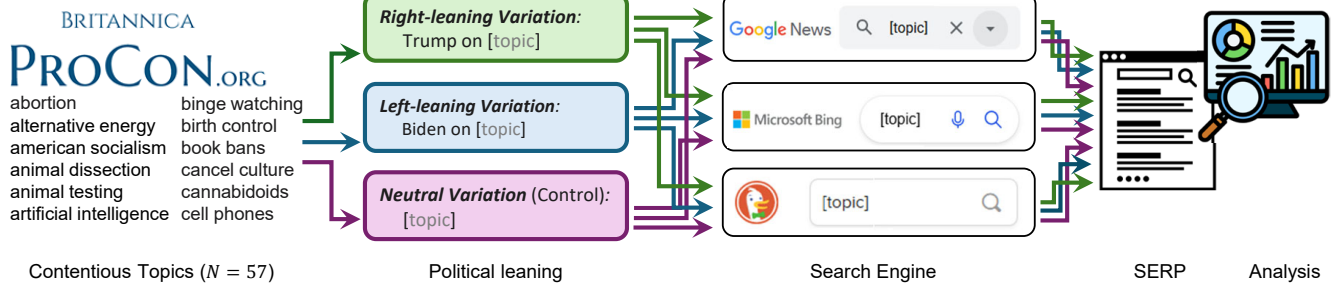 BRITANNICA
PROCON.ORG
abortion
alternative energy
american socialism
animal dissection
animal testing
artificial intelligence
binge watching
birth control
book bans
cancel culture
cannabidoids
cell phones
Contentious Topics (N = 57)
Right-leaning Variation:
Trump on [topic]
Left-leaning Variation:
Biden on [topic]
Neutral Variation (Control):
[topic]
Political leaning
Google News
[topic]
Microsoft Bing
[topic]
[topic]
Search Engine
SERP
Analysis